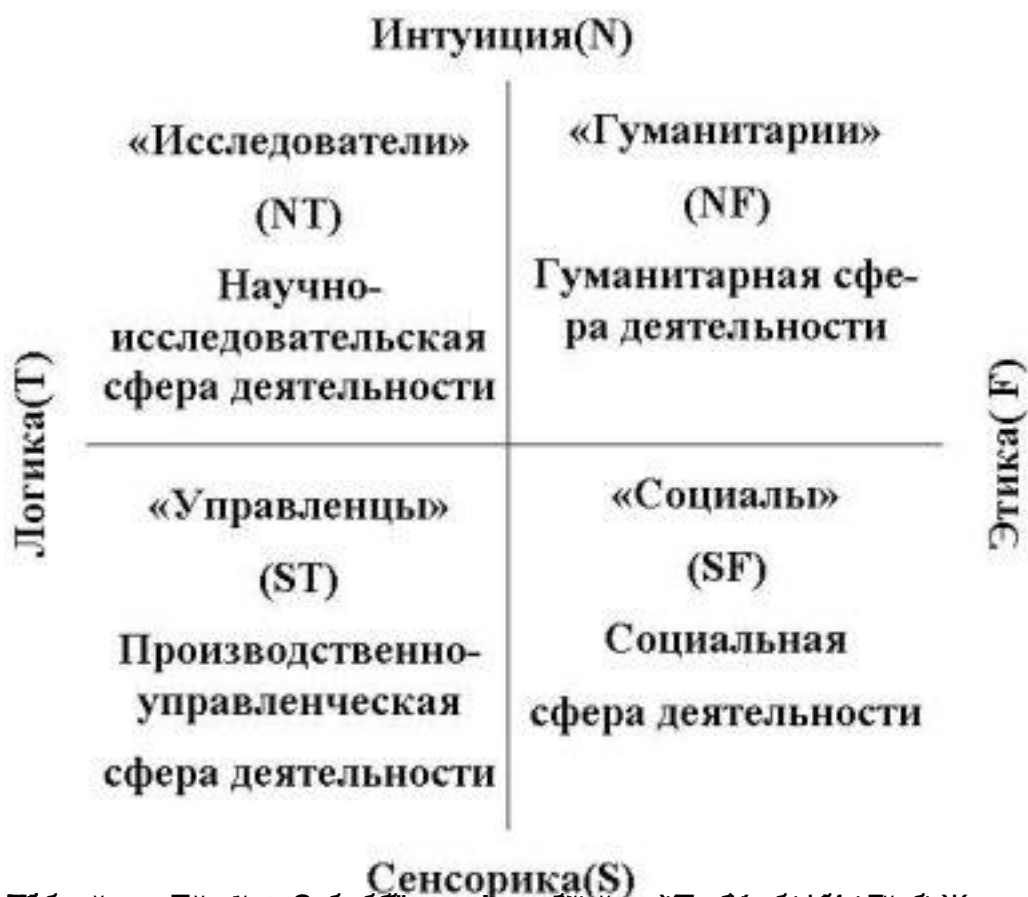 Интуиция(N)
«Исследователи»
(NT)
Научно-
исследовательская
сфера деятельности
«Гуманитарии»
(NF)
Гуманитарная сфе-
ра деятельности
Логика(T)
Этика( F)
«Управленцы»
(ST)
Производственно-
управленческая
сфера деятельности
«Социалы»
(SF)
Социальная
сфера деятельности
Сенсорика(S)